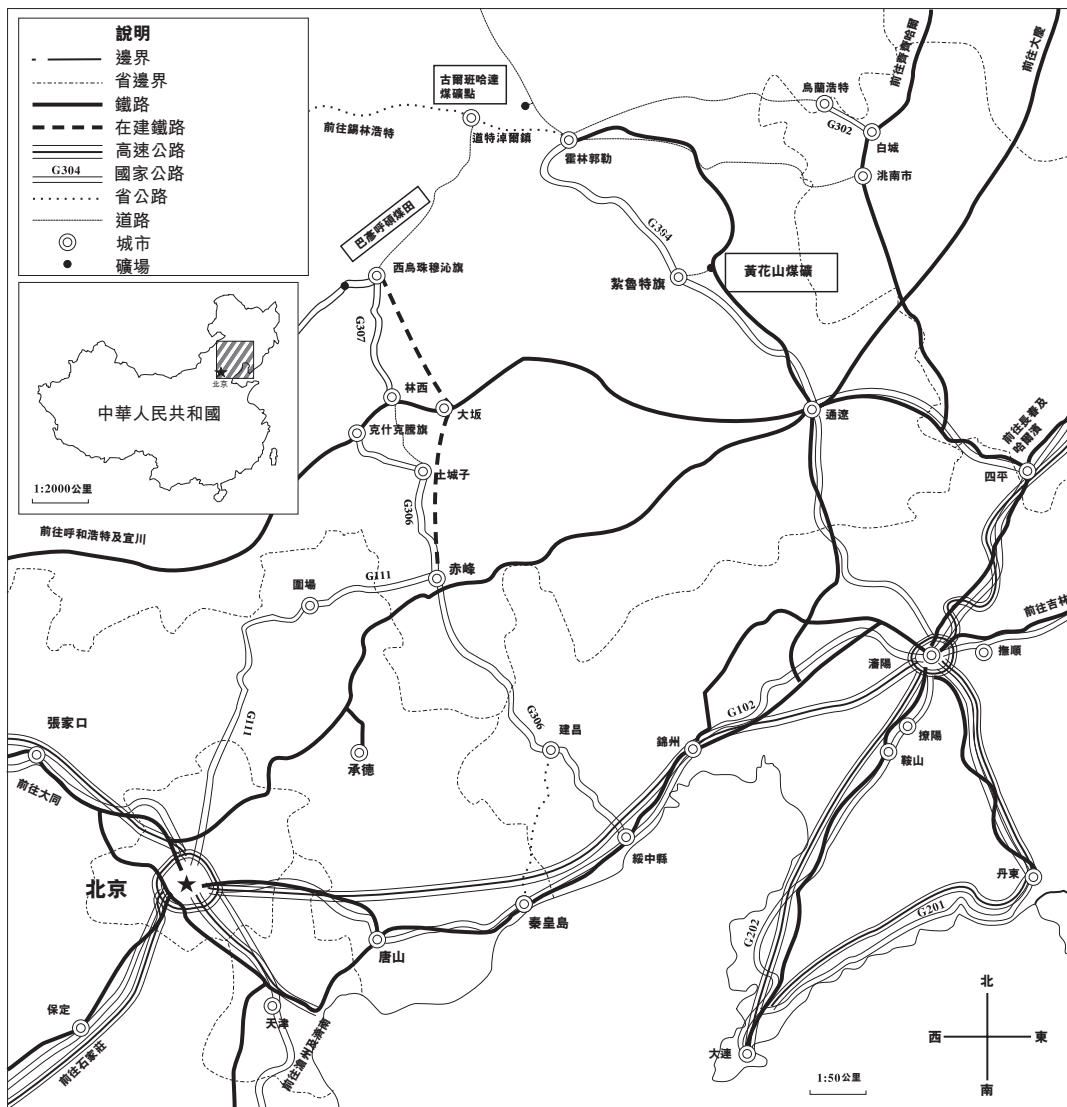 說明
邊界
省邊界
鐵路
在建鐵路
高速公路
G304
國家公路
省公路
道路
城市
礦場
北京
中華人民共和國
1:2000公里
古爾班哈達
煤礦點
前往錫林浩特
道特淖爾鎮
霍林郭勒
烏蘭浩特
G302
前往齊齊哈爾
前往大慶
白城
洮南市
巴彥呼碩煤田
西烏珠穆沁旗
G304
紮魯特旗
黃花山煤礦
G307
林西
大坂
克什克騰旗
土城子
通遼
前往長春及
哈爾濱
四平
G306
前往呼和浩特及宜川
赤峰
G111
圍場
前往吉林
撫順
瀋陽
G111
G306
建昌
錦州
G102
撩陽
鞍山
張家口
前往大同
承德
綏中縣
丹東
北京
秦皇島
G201
G202
唐山
保定
天津
前往石家莊
前往滄州及濟南
大連
1:50公里
北
西
東
南